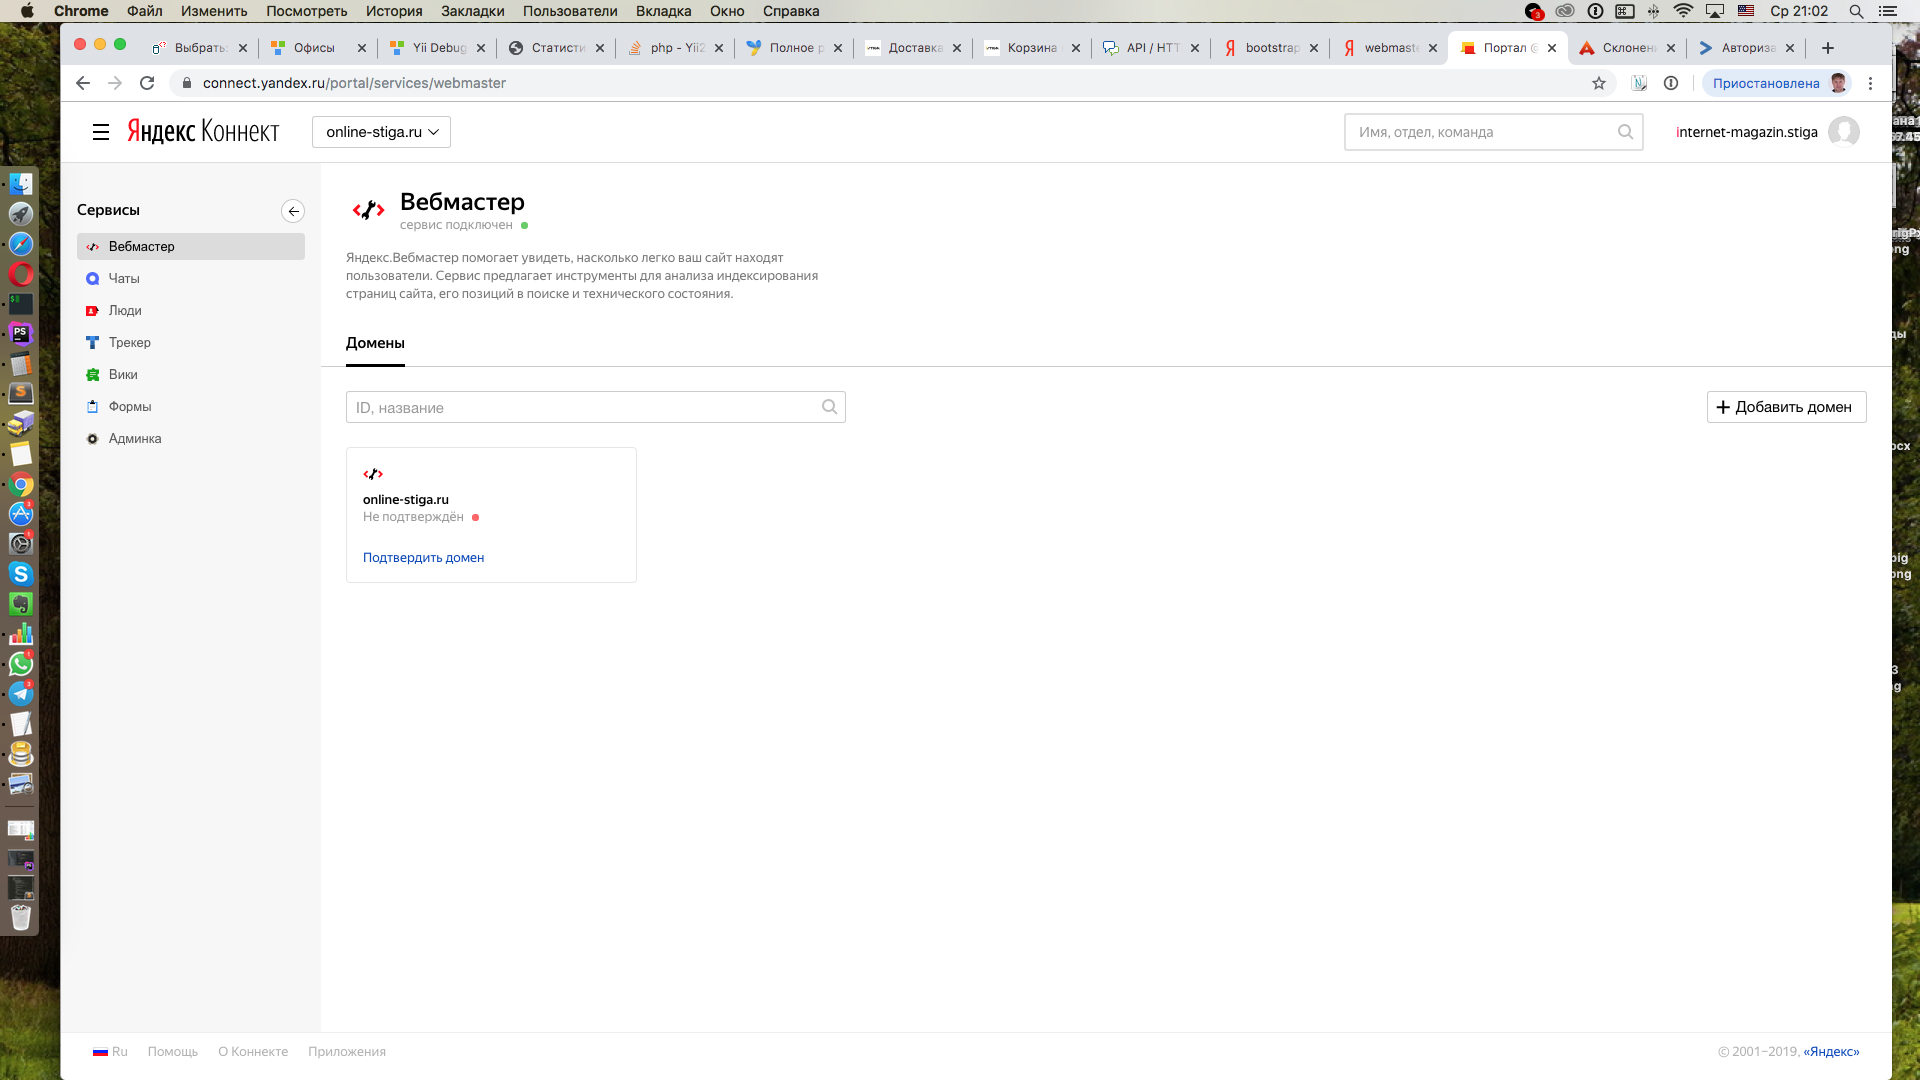 Chrome Файл Изменить Посмотреть История Закладки Пользователи Вкладка Окно Справка
Ср 21:02
Выбрать Офисы Yii Debug Статисти php - Yii2 Полное р Доставка Корзина API / HTT bootstrap webmaste Портал @ Склонен Авториза
connect.yandex.ru/portal/services/webmaster
Приостановлена
Яндекс Коннект
online-stiga.ru
Имя, отдел, команда
internet-magazin.stiga
Сервисы
Вебмастер
Чаты
Люди
Трекер
Вики
Формы
Админка
Вебмастер
сервис подключен
Яндекс.Вебмастер помогает увидеть, насколько легко ваш сайт находят
пользователи. Сервис предлагает инструменты для анализа индексирования
страниц сайта, его позиций в поиске и технического состояния.
Домены
ID, название
Добавить домен
online-stiga.ru
Не подтверждён
Подтвердить домен
Ru Помощь О Коннекте Приложения
© 2001–2019, «Яндекс»